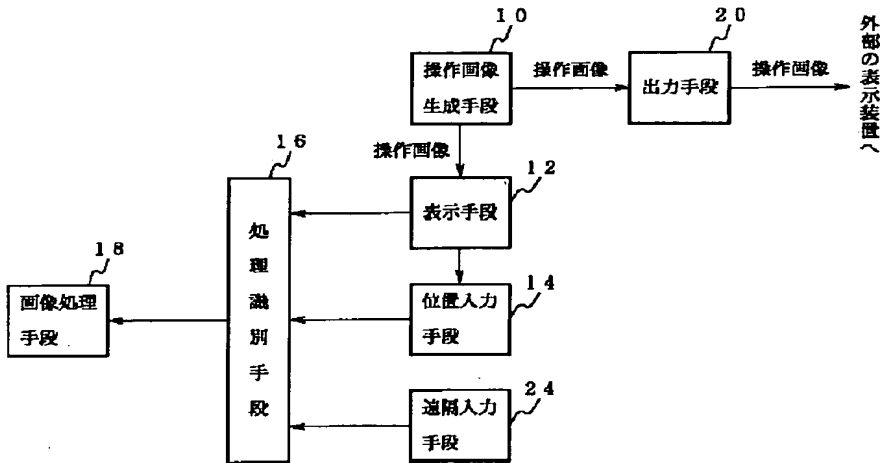 １０
２０
操作画像
生成手段
操作画像
出力手段
操作画像
外部の表示装置へ
操作画像
１６
１２
表示手段
処理識別手段
１８
画像処理
手段
１４
位置入力
手段
２４
遠隔入力
手段